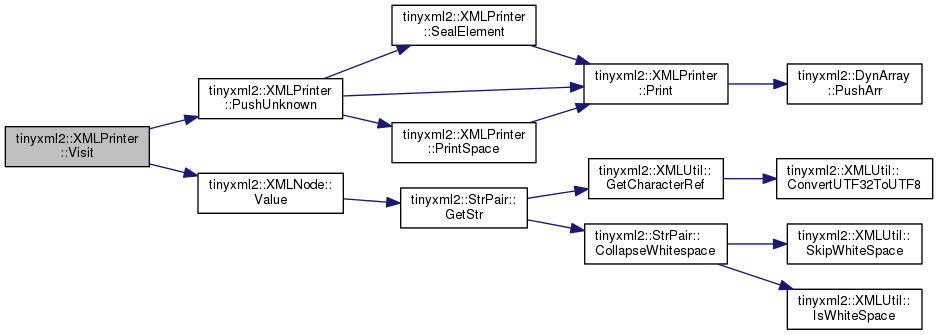 tinyxml2::XMLPrinter
::Visit
tinyxml2::XMLPrinter
::PushUnknown
tinyxml2::XMLNode::
Value
tinyxml2::XMLPrinter
::SealElement
tinyxml2::XMLPrinter
::PrintSpace
tinyxml2::StrPair::
GetStr
tinyxml2::XMLPrinter
::Print
tinyxml2::XMLUtil::
GetCharacterRef
tinyxml2::StrPair::
CollapseWhitespace
tinyxml2::DynArray
::PushArr
tinyxml2::XMLUtil::
ConvertUTF32ToUTF8
tinyxml2::XMLUtil::
SkipWhiteSpace
tinyxml2::XMLUtil::
IsWhiteSpace